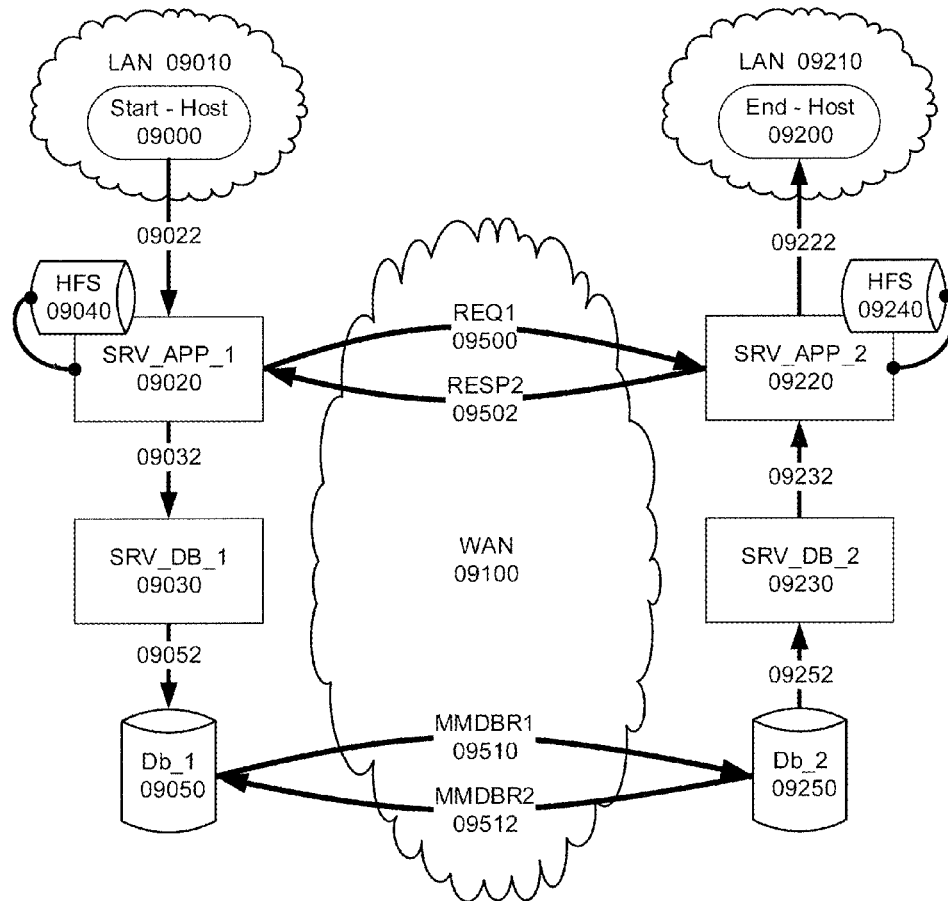 LAN 09010
Start - Host
09000
LAN 09210
End - Host
09200
09022
09222
HFS
09040
HFS
09240
SRV_APP_1
09020
REQ1
09500
RESP2
09502
SRV_APP_2
09220
09032
09232
SRV_DB_1
09030
WAN
09100
SRV_DB_2
09230
09052
09252
Db_1
09050
MMDBR1
09510
MMDBR2
09512
Db_2
09250